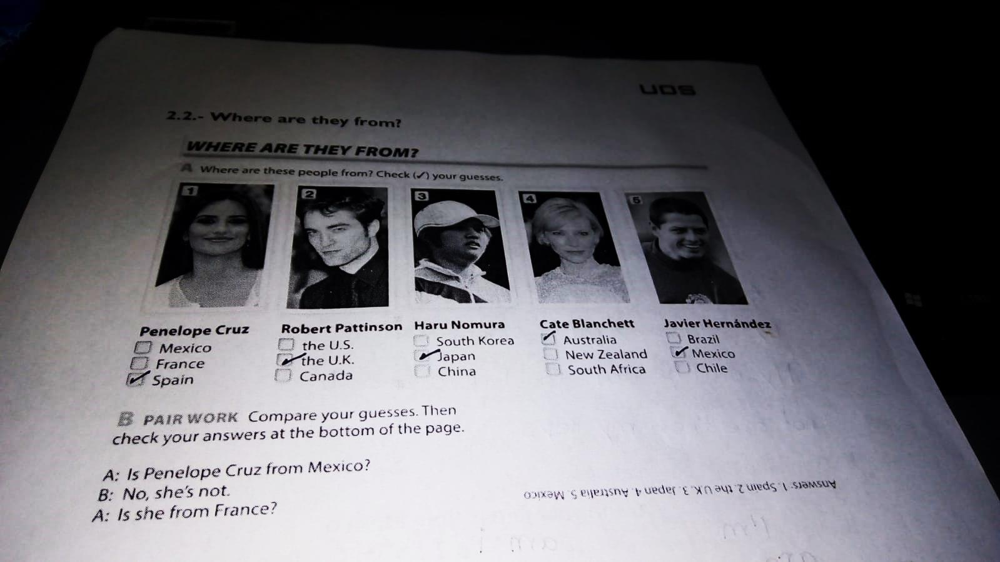 UDS
2.2.- Where are they from?
WHERE ARE THEY FROM?
A Where are these people from? Check (✓) your guesses.
1
2
3
4
5
Penelope Cruz
Mexico
France
Spain
Robert Pattinson
the U.S.
the U.K.
Canada
Haru Nomura
South Korea
Japan
China
Cate Blanchett
Australia
New Zealand
South Africa
Javier Hernández
Brazil
Mexico
Chile
B PAIR WORK Compare your guesses. Then
check your answers at the bottom of the page.
A: Is Penelope Cruz from Mexico?
B: No, she's not.
A: Is she from France?
Answers: 1. Spain 2. the U.K. 3. Japan 4. Australia 5. Mexico